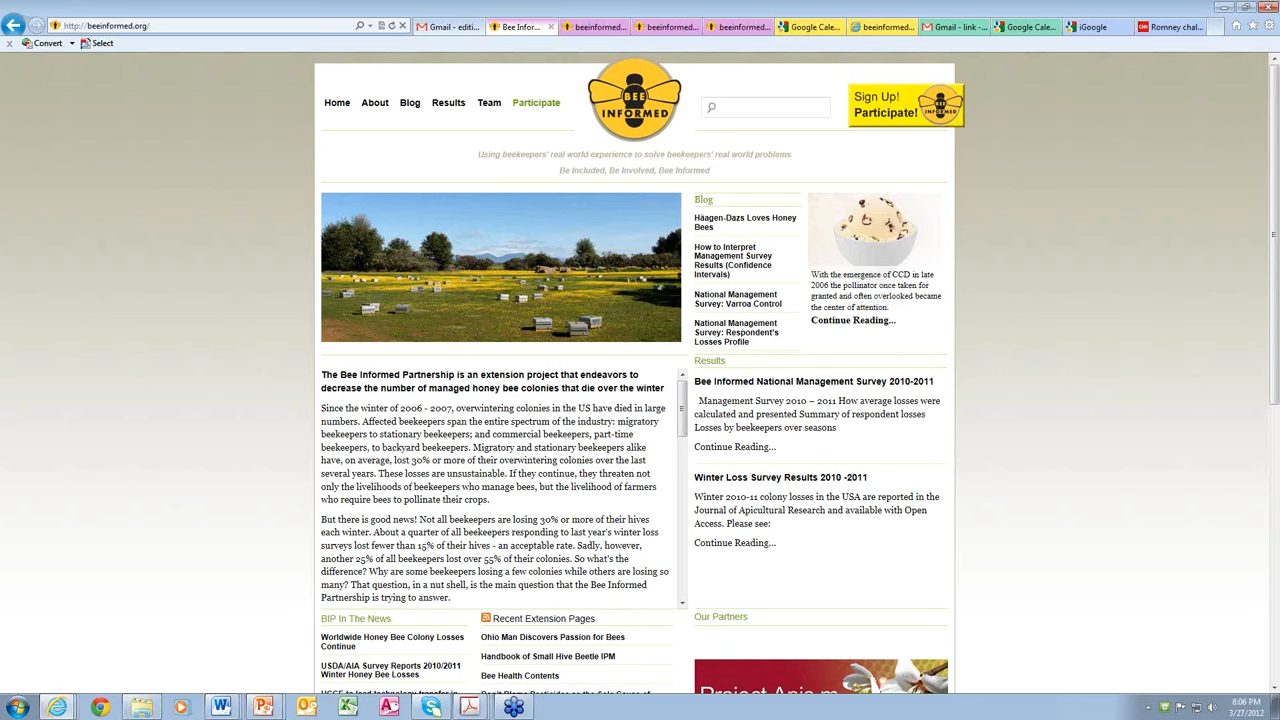 http://beeinformed.org/
Gmail - editi...
Bee Infor...
beeinformed...
beeinformed...
beeinformed...
Google Cale...
beeinformed...
Gmail - link -...
Google Cale...
iGoogle
Romney chal...
Convert
Select
Home
About
Blog
Results
Team
Participate
BEE
INFORMED
Sign Up!
Participate!
Using beekeepers' real world experience to solve beekeepers' real world problems
Be Included, Be Involved, Bee Informed
Blog
Häagen-Dazs Loves Honey
Bees
How to Interpret
Management Survey
Results (Confidence
Intervals)
National Management
Survey: Varroa Control
National Management
Survey: Respondent's
Losses Profile
With the emergence of CCD in late
2006 the pollinator once taken for
granted and often overlooked became
the center of attention.
Continue Reading...
The Bee Informed Partnership is an extension project that endeavors to
decrease the number of managed honey bee colonies that die over the winter
Since the winter of 2006 - 2007, overwintering colonies in the US have died in large
numbers. Affected beekeepers span the entire spectrum of the industry: migratory
beekeepers to stationary beekeepers; and commercial beekeepers, part-time
beekeepers, to backyard beekeepers. Migratory and stationary beekeepers alike
have, on average, lost 30% or more of their overwintering colonies over the last
several years. These losses are unsustainable. If they continue, they threaten not
only the livelihoods of beekeepers who manage bees, but the livelihood of farmers
who require bees to pollinate their crops.
But there is good news! Not all beekeepers are losing 30% or more of their hives
each winter. About a quarter of all beekeepers responding to last year's winter loss
surveys lost fewer than 15% of their hives - an acceptable rate. Sadly, however,
another 25% of all beekeepers lost over 55% of their colonies. So what's the
difference? Why are some beekeepers losing a few colonies while others are losing so
many? That question, in a nut shell, is the main question that the Bee Informed
Partnership is trying to answer.
Results
Bee Informed National Management Survey 2010-2011
Management Survey 2010 – 2011 How average losses were
calculated and presented Summary of respondent losses
Losses by beekeepers over seasons
Continue Reading...
Winter Loss Survey Results 2010 -2011
Winter 2010-11 colony losses in the USA are reported in the
Journal of Apicultural Research and available with Open
Access. Please see:
Continue Reading...
BIP In The News
Worldwide Honey Bee Colony Losses
Continue
USDA/AIA Survey Reports 2010/2011
Winter Honey Bee Losses
Recent Extension Pages
Ohio Man Discovers Passion for Bees
Handbook of Small Hive Beetle IPM
Bee Health Contents
Our Partners
Project Apis m
8:06 PM
3/27/2012